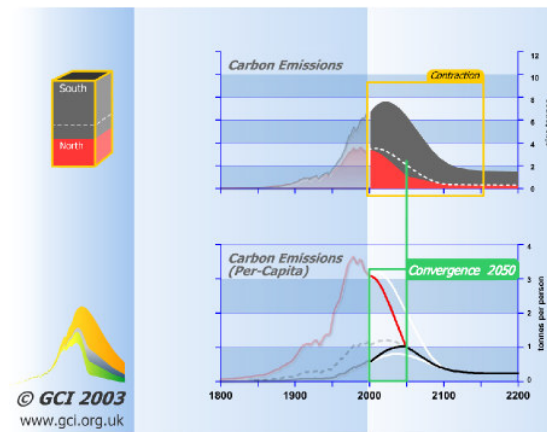 Carbon Emissions
Contraction
South
North
12
10
8
6
4
2
0
Carbon Emissions
(Per-Capita)
Convergence 2050
4
3
2
1
0
tonnes per person
1800
1900
2000
2100
2200
© GCI 2003
www.gci.org.uk